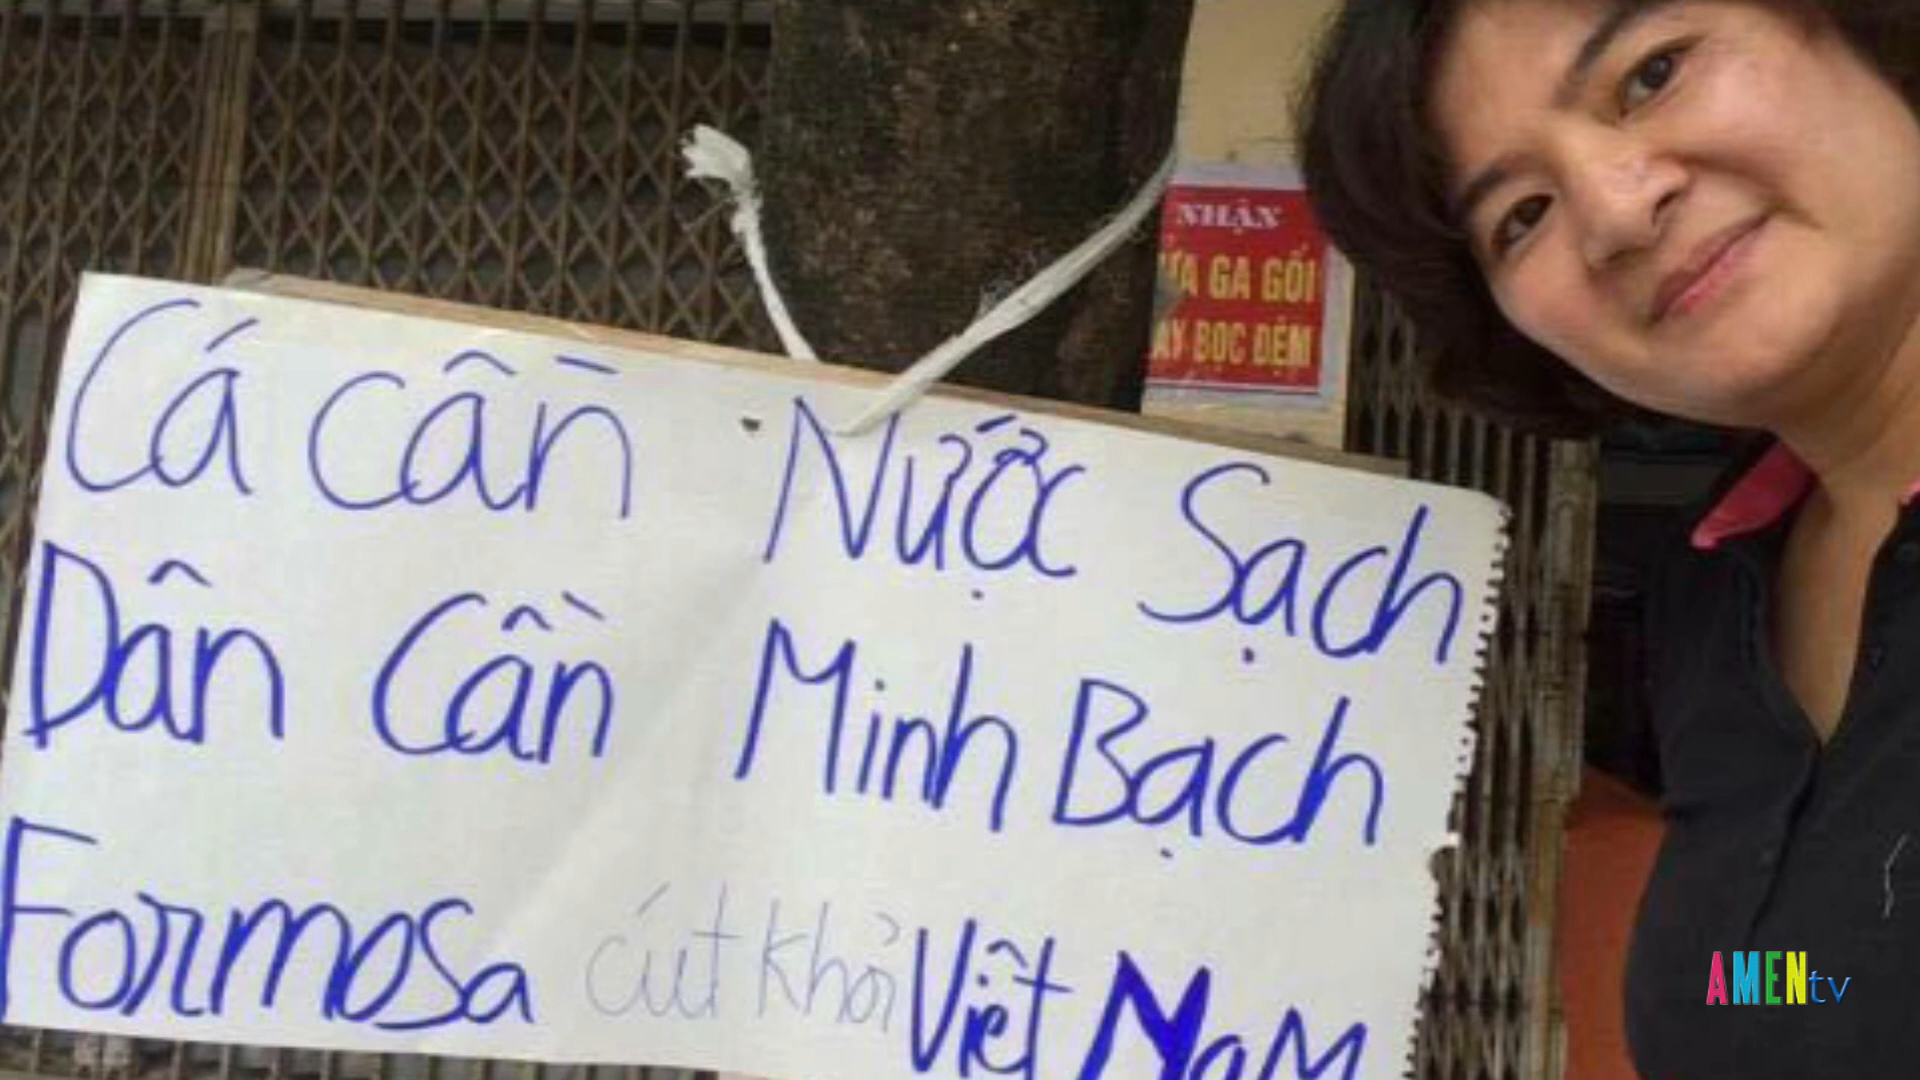 Cá cần Nước Sạch
Dân Cần Minh Bạch
Formosa cút khỏi Việt Nam
NHẬN
GA GỐI
BỌC ĐỆM
AMENtv